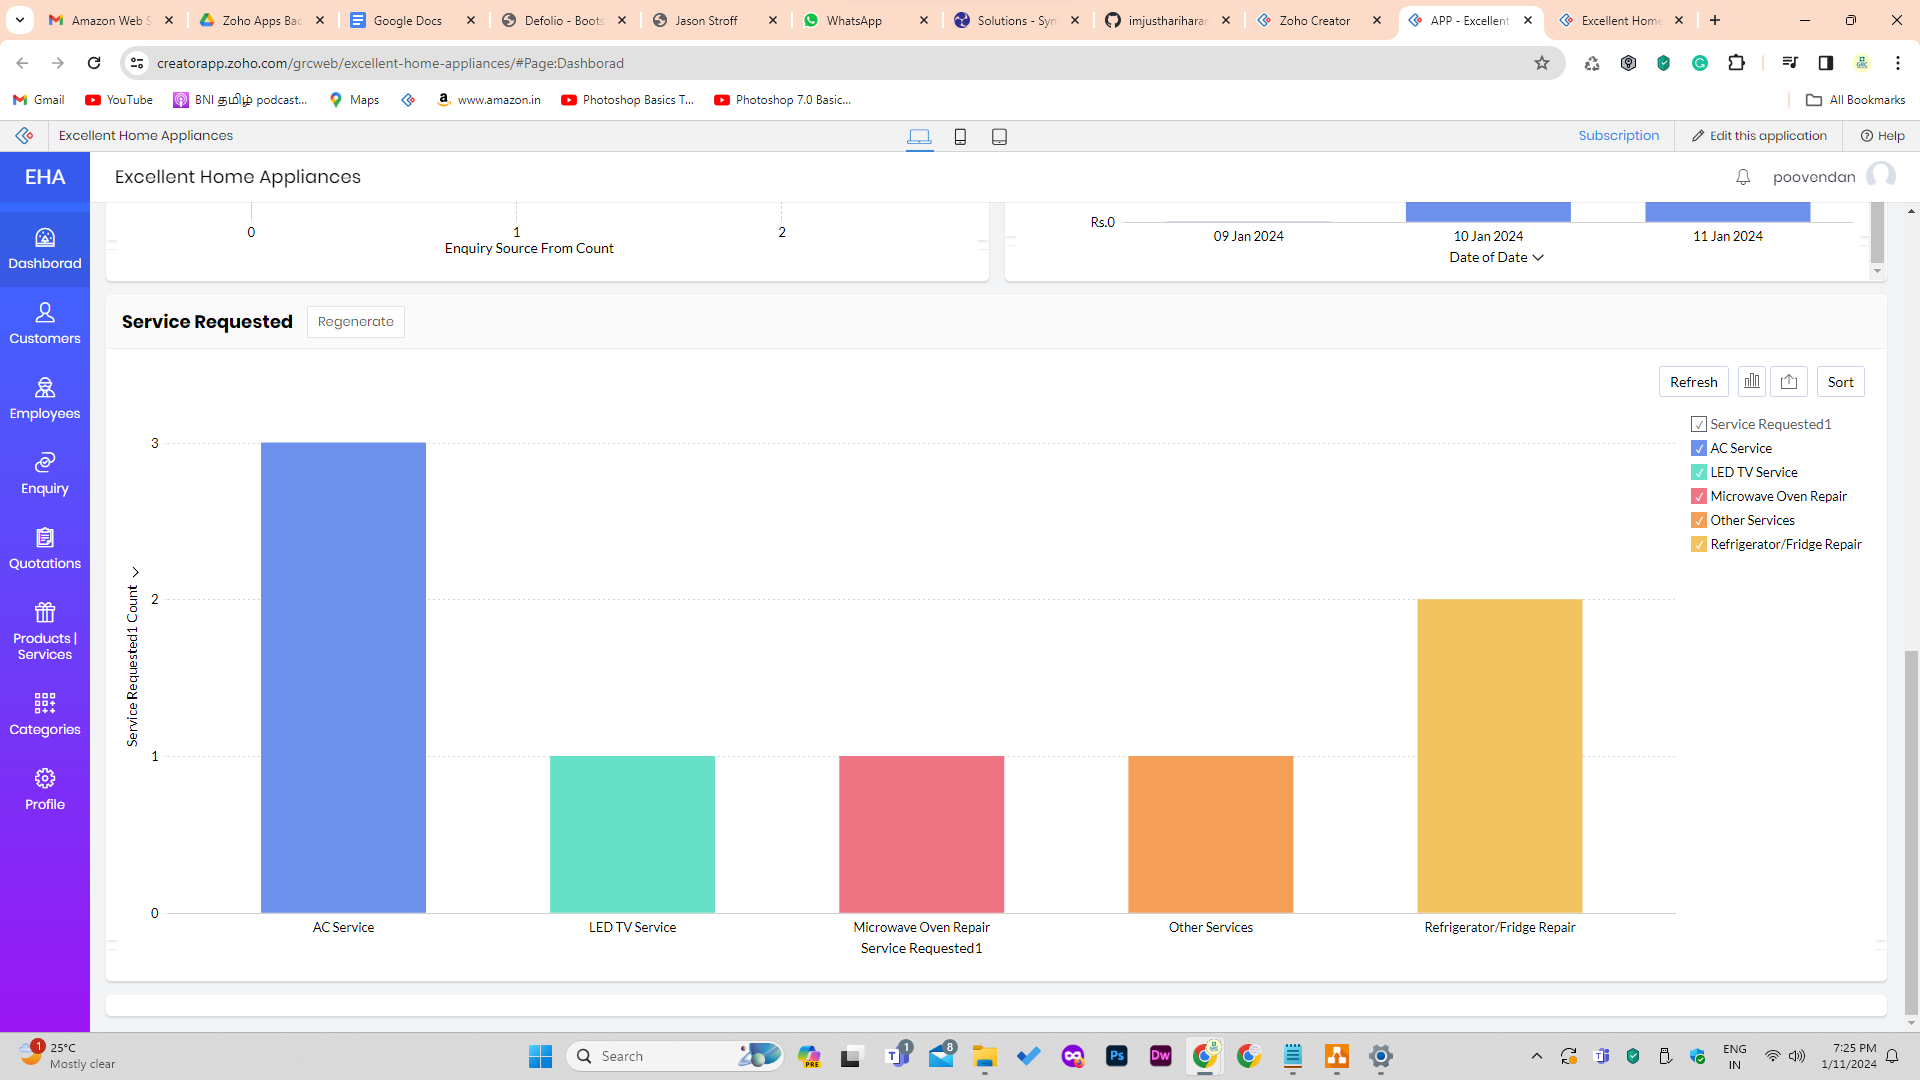 Amazon Web S
Zoho Apps Bac
Google Docs
Defolio - Boots
Jason Stroff
WhatsApp
Solutions - Syn
imjusthariharan
Zoho Creator
APP - Excellent
Excellent Home
creatorapp.zoho.com/grcweb/excellent-home-appliances/#Page:Dashborad
Gmail
YouTube
BNI தமிழ் podcast...
Maps
www.amazon.in
Photoshop Basics T...
Photoshop 7.0 Basic...
All Bookmarks
Excellent Home Appliances
Subscription
Edit this application
Help
EHA
Excellent Home Appliances
poovendan
Dashborad
Customers
Employees
Enquiry
Quotations
Products |
Services
Categories
Profile
0 1 2
Enquiry Source From Count
Rs.0
09 Jan 2024 10 Jan 2024 11 Jan 2024
Date of Date
Service Requested
Regenerate
Refresh
Sort
Service Requested1
AC Service
LED TV Service
Microwave Oven Repair
Other Services
Refrigerator/Fridge Repair
Service Requested1 Count
3
2
1
0
AC Service LED TV Service Microwave Oven Repair Other Services Refrigerator/Fridge Repair
Service Requested1
1
25°C
Mostly clear
Search
PRE
1
8
Ps
Dw
ENG
IN
7:25 PM
1/11/2024